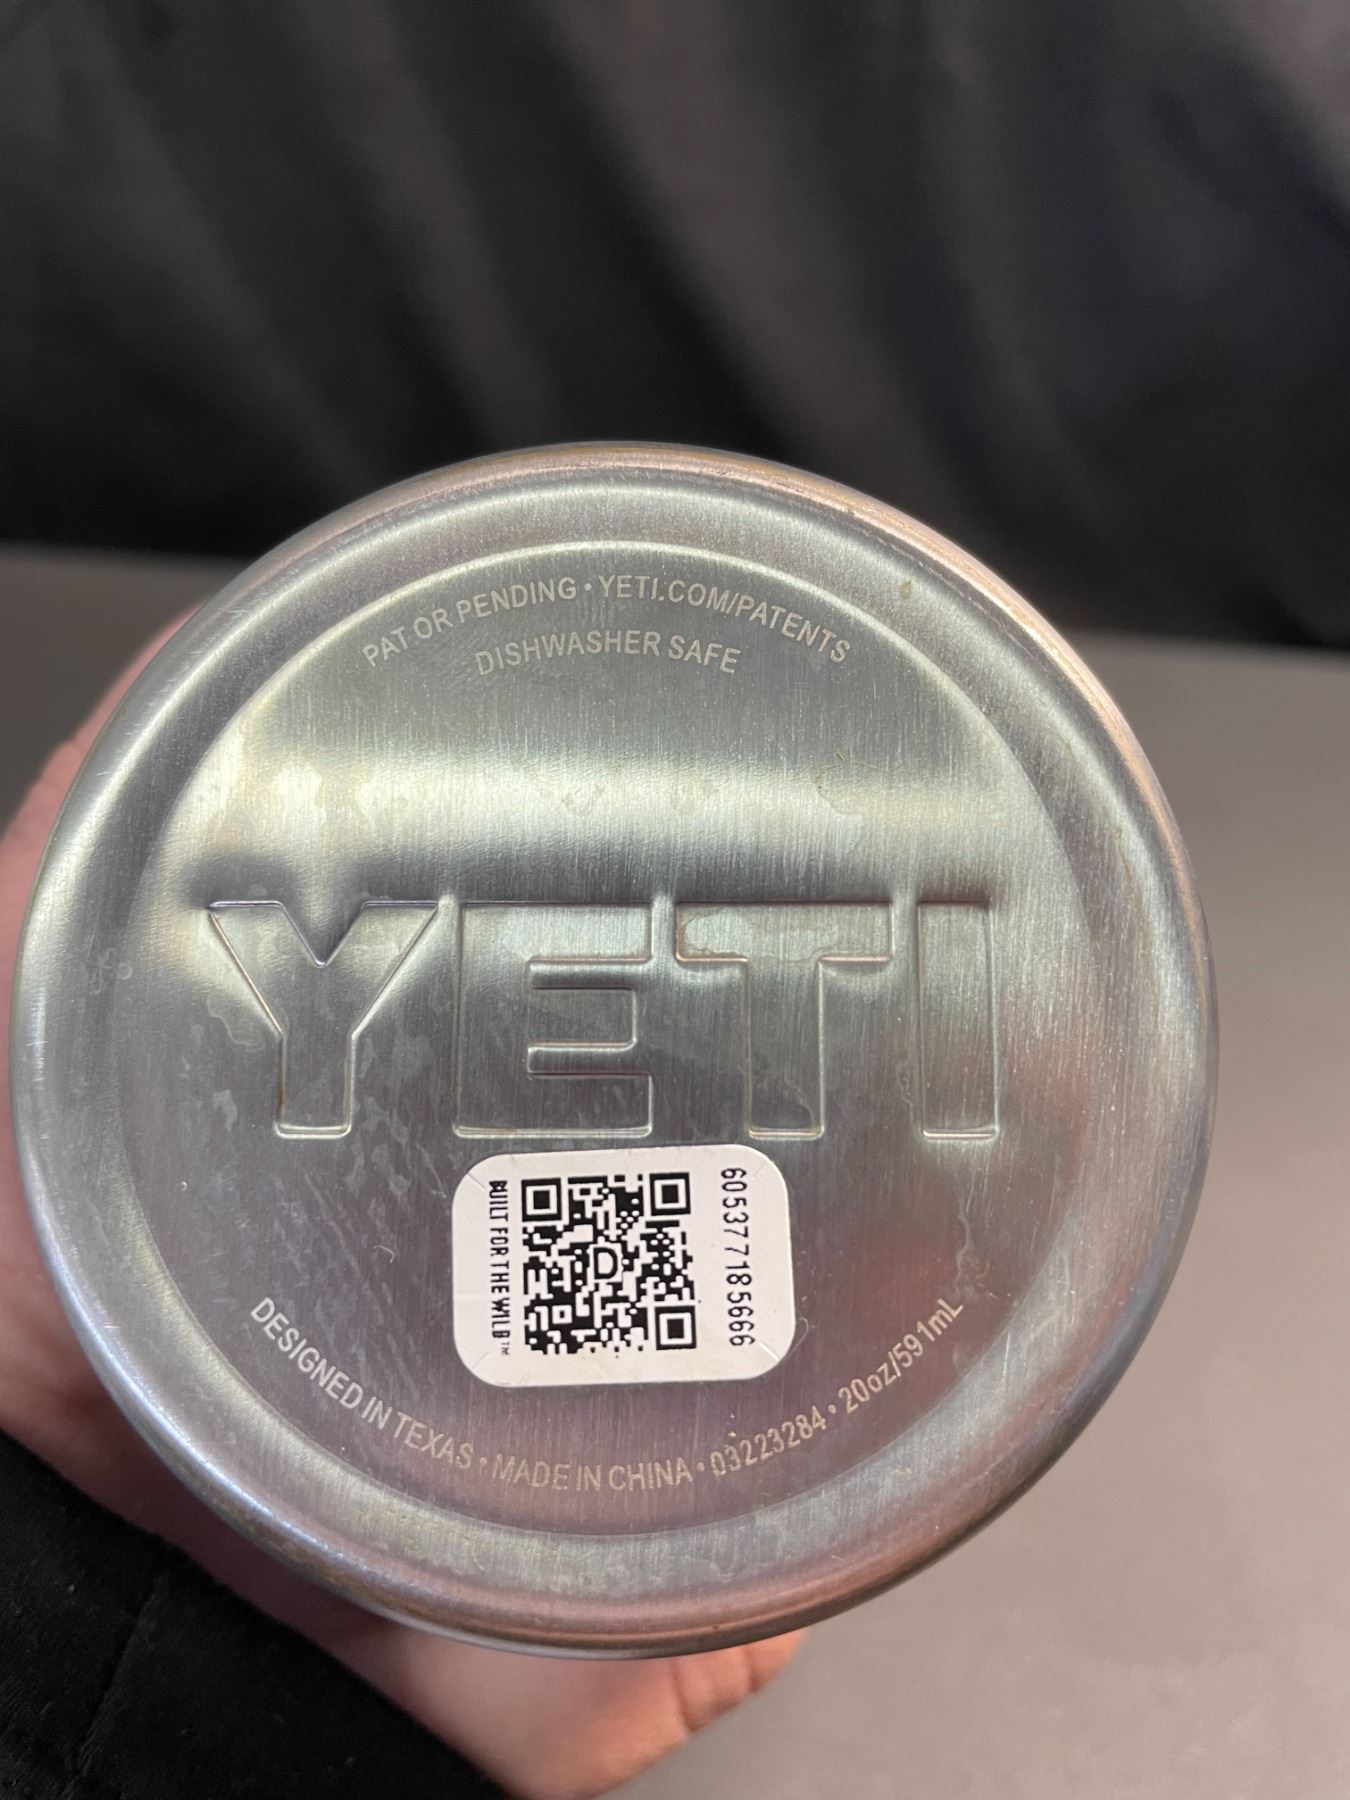 PAT OR PENDING • YETI.COM/PATENTS
DISHWASHER SAFE
YETI
605377185666
D
BUILT FOR THE WILD™
DESIGNED IN TEXAS • MADE IN CHINA • 03223284 • 20oz/591mL